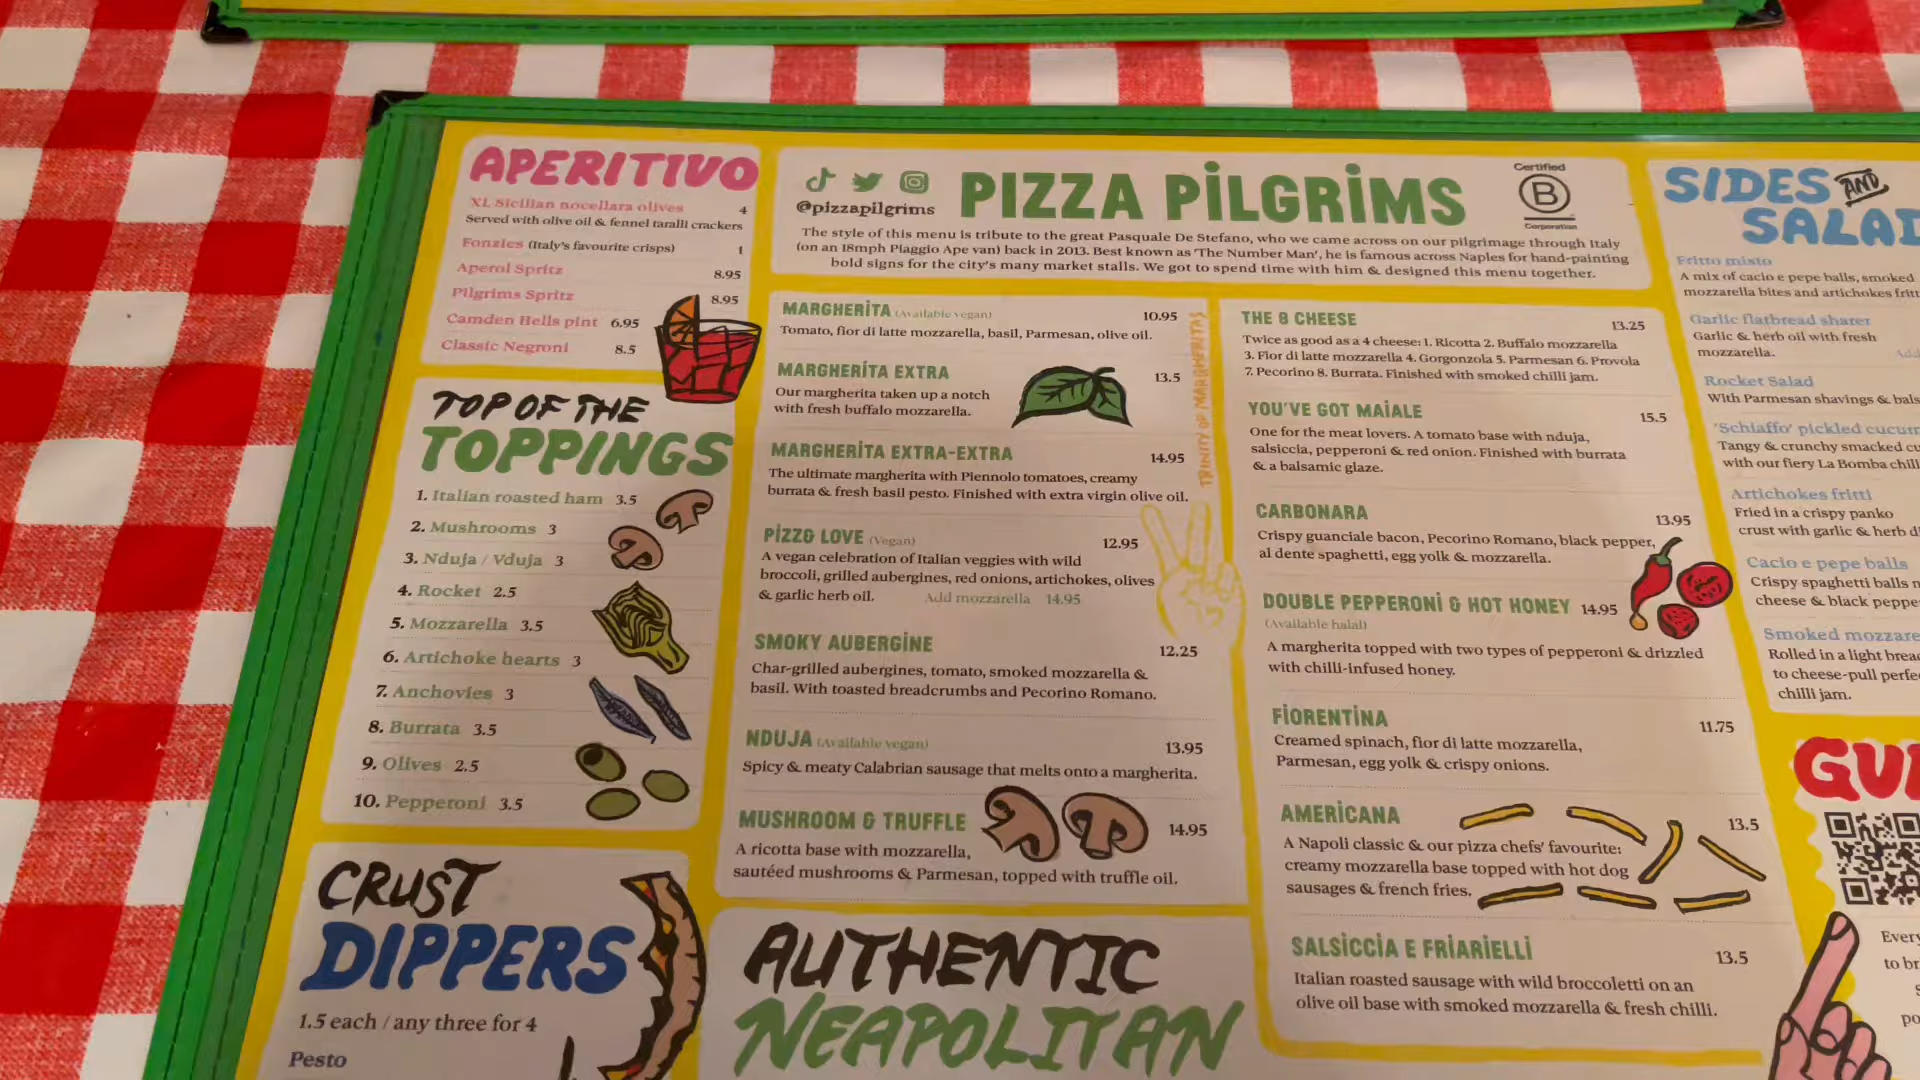 APERITIVO
XL Sicilian nocellara olives 4
Served with olive oil & fennel taralli crackers
Fonzies (Italy's favourite crisps) 1
Aperol Spritz 8.95
Pilgrims Spritz 8.95
Camden Hells pint 6.95
Classic Negroni 8.5
TOP OF THE
TOPPINGS
1. Italian roasted ham 3.5
2. Mushrooms 3
3. Nduja / Vduja 3
4. Rocket 2.5
5. Mozzarella 3.5
6. Artichoke hearts 3
7. Anchovies 3
8. Burrata 3.5
9. Olives 2.5
10. Pepperoni 3.5
CRUST
DIPPERS
1.5 each / any three for 4
Pesto
@pizzapilgrims
PIZZA PILGRIMS
Certified
B
Corporation
The style of this menu is tribute to the great Pasquale De Stefano, who we came across on our pilgrimage through Italy
(on an 18mph Piaggio Ape van) back in 2013. Best known as 'The Number Man', he is famous across Naples for hand-painting
bold signs for the city's many market stalls. We got to spend time with him & designed this menu together.
MARGHERITA (Available vegan) 10.95
Tomato, fior di latte mozzarella, basil, Parmesan, olive oil.
MARGHERITA EXTRA 13.5
Our margherita taken up a notch
with fresh buffalo mozzarella.
MARGHERITA EXTRA-EXTRA 14.95
The ultimate margherita with Piennolo tomatoes, creamy
burrata & fresh basil pesto. Finished with extra virgin olive oil.
TRINITY OF MARGHERITAS
PIZZ& LOVE (Vegan) 12.95
A vegan celebration of Italian veggies with wild
broccoli, grilled aubergines, red onions, artichokes, olives
& garlic herb oil. Add mozzarella 14.95
SMOKY AUBERGINE 12.25
Char-grilled aubergines, tomato, smoked mozzarella &
basil. With toasted breadcrumbs and Pecorino Romano.
NDUJA (Available vegan) 13.95
Spicy & meaty Calabrian sausage that melts onto a margherita.
MUSHROOM & TRUFFLE 14.95
A ricotta base with mozzarella,
sautéed mushrooms & Parmesan, topped with truffle oil.
AUTHENTIC
NEAPOLITAN
THE 8 CHEESE 13.25
Twice as good as a 4 cheese: 1. Ricotta 2. Buffalo mozzarella
3. Fior di latte mozzarella 4. Gorgonzola 5. Parmesan 6. Provola
7. Pecorino 8. Burrata. Finished with smoked chilli jam.
YOU'VE GOT MAIALE 15.5
One for the meat lovers. A tomato base with nduja,
salsiccia, pepperoni & red onion. Finished with burrata
& a balsamic glaze.
CARBONARA 13.95
Crispy guanciale bacon, Pecorino Romano, black pepper,
al dente spaghetti, egg yolk & mozzarella.
DOUBLE PEPPERONI & HOT HONEY 14.95
(Available halal)
A margherita topped with two types of pepperoni & drizzled
with chilli-infused honey.
FIORENTINA 11.75
Creamed spinach, fior di latte mozzarella,
Parmesan, egg yolk & crispy onions.
AMERICANA 13.5
A Napoli classic & our pizza chefs' favourite:
creamy mozzarella base topped with hot dog
sausages & french fries.
SALSICCIA E FRIARIELLI 13.5
Italian roasted sausage with wild broccoletti on an
olive oil base with smoked mozzarella & fresh chilli.
SIDES AND
SALAD
Fritto misto
A mix of cacio e pepe balls, smoked
mozzarella bites and artichokes fritti
Garlic flatbread sharer
Garlic & herb oil with fresh
mozzarella. Add
Rocket Salad
With Parmesan shavings & bals
'Schiaffo' pickled cucum
Tangy & crunchy smacked cu
with our fiery La Bomba chilli
Artichokes fritti
Fried in a crispy panko
crust with garlic & herb d
Cacio e pepe balls
Crispy spaghetti balls
cheese & black peppe
Smoked mozzare
Rolled in a light brea
to cheese-pull perfe
chilli jam.
Every
to br
po